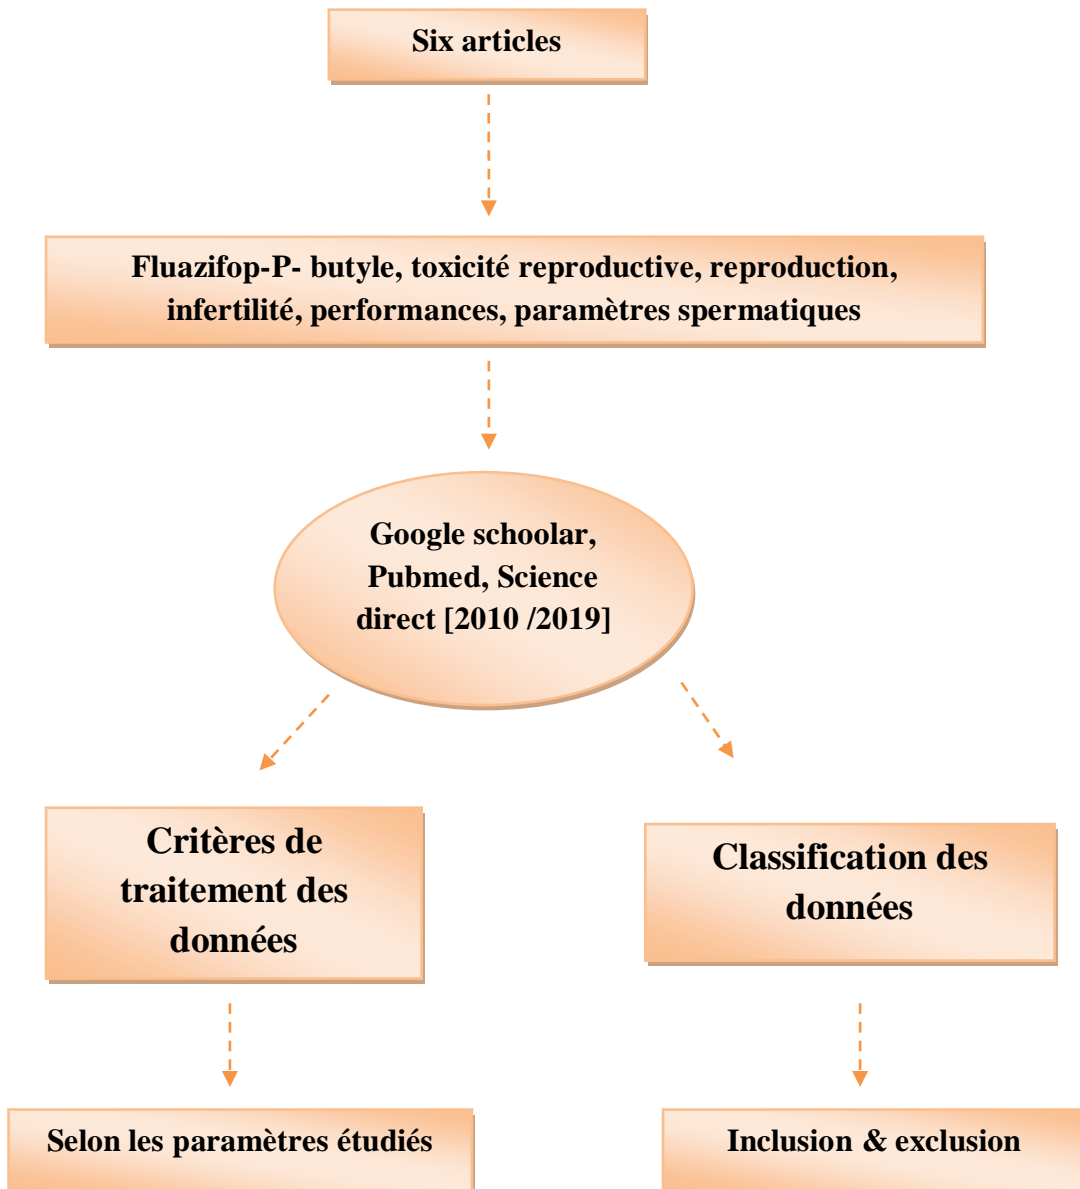 Six articles
Fluazifop-P- butyle, toxicité reproductive, reproduction,
infertilité, performances, paramètres spermatiques
Google schoolar,
Pubmed, Science
direct [2010 /2019]
Critères de
traitement des
données
Classification des
données
Selon les paramètres étudiés
Inclusion & exclusion